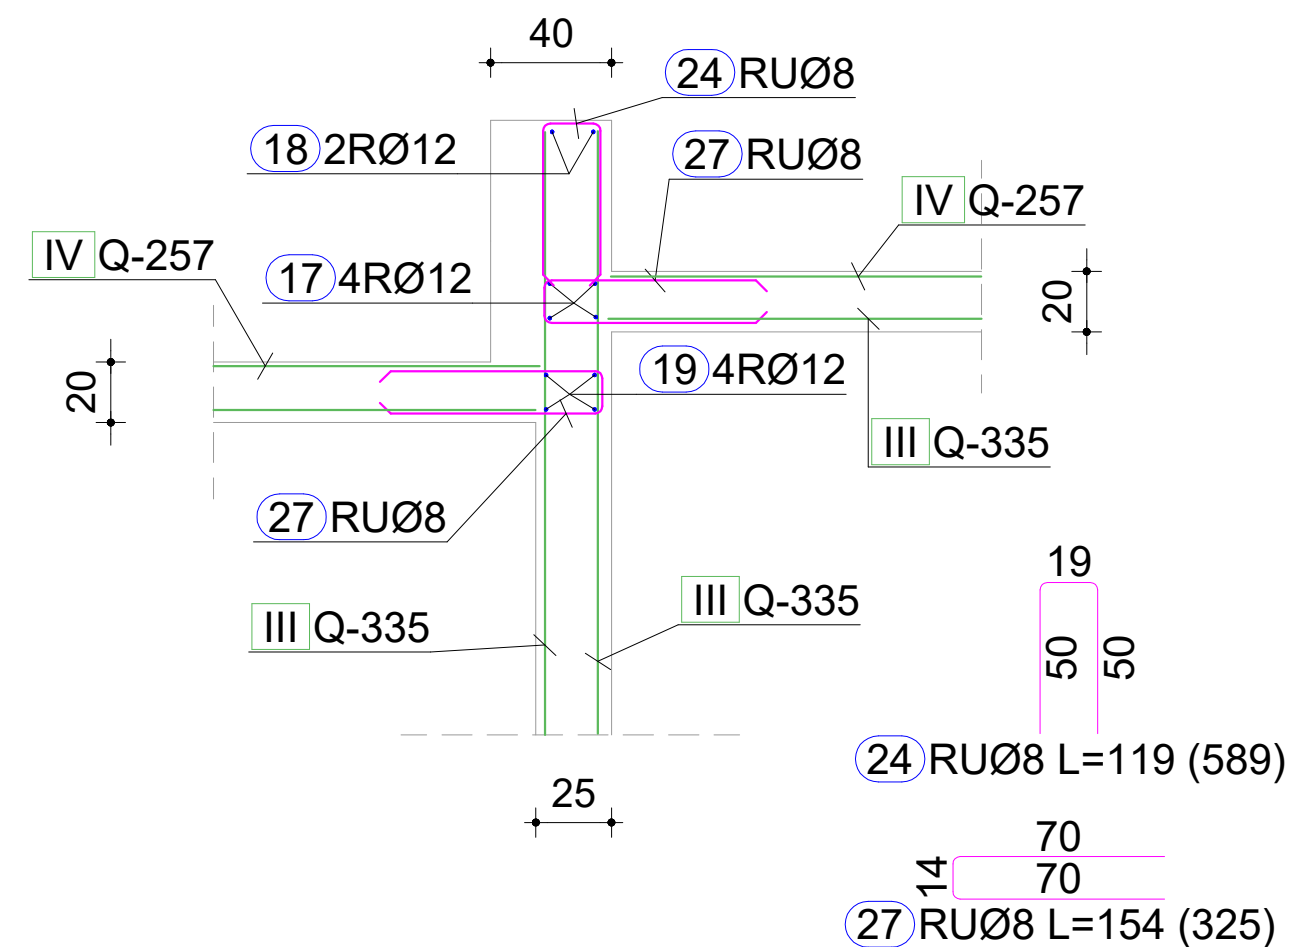 40
24 RUØ8
18 2RØ12
27 RUØ8
IV Q-257
IV Q-257
17 4RØ12
20
19 4RØ12
20
III Q-335
27 RUØ8
19
III Q-335
III Q-335
50
50
24 RUØ8 L=119 (589)
25
70
14
70
27 RUØ8 L=154 (325)